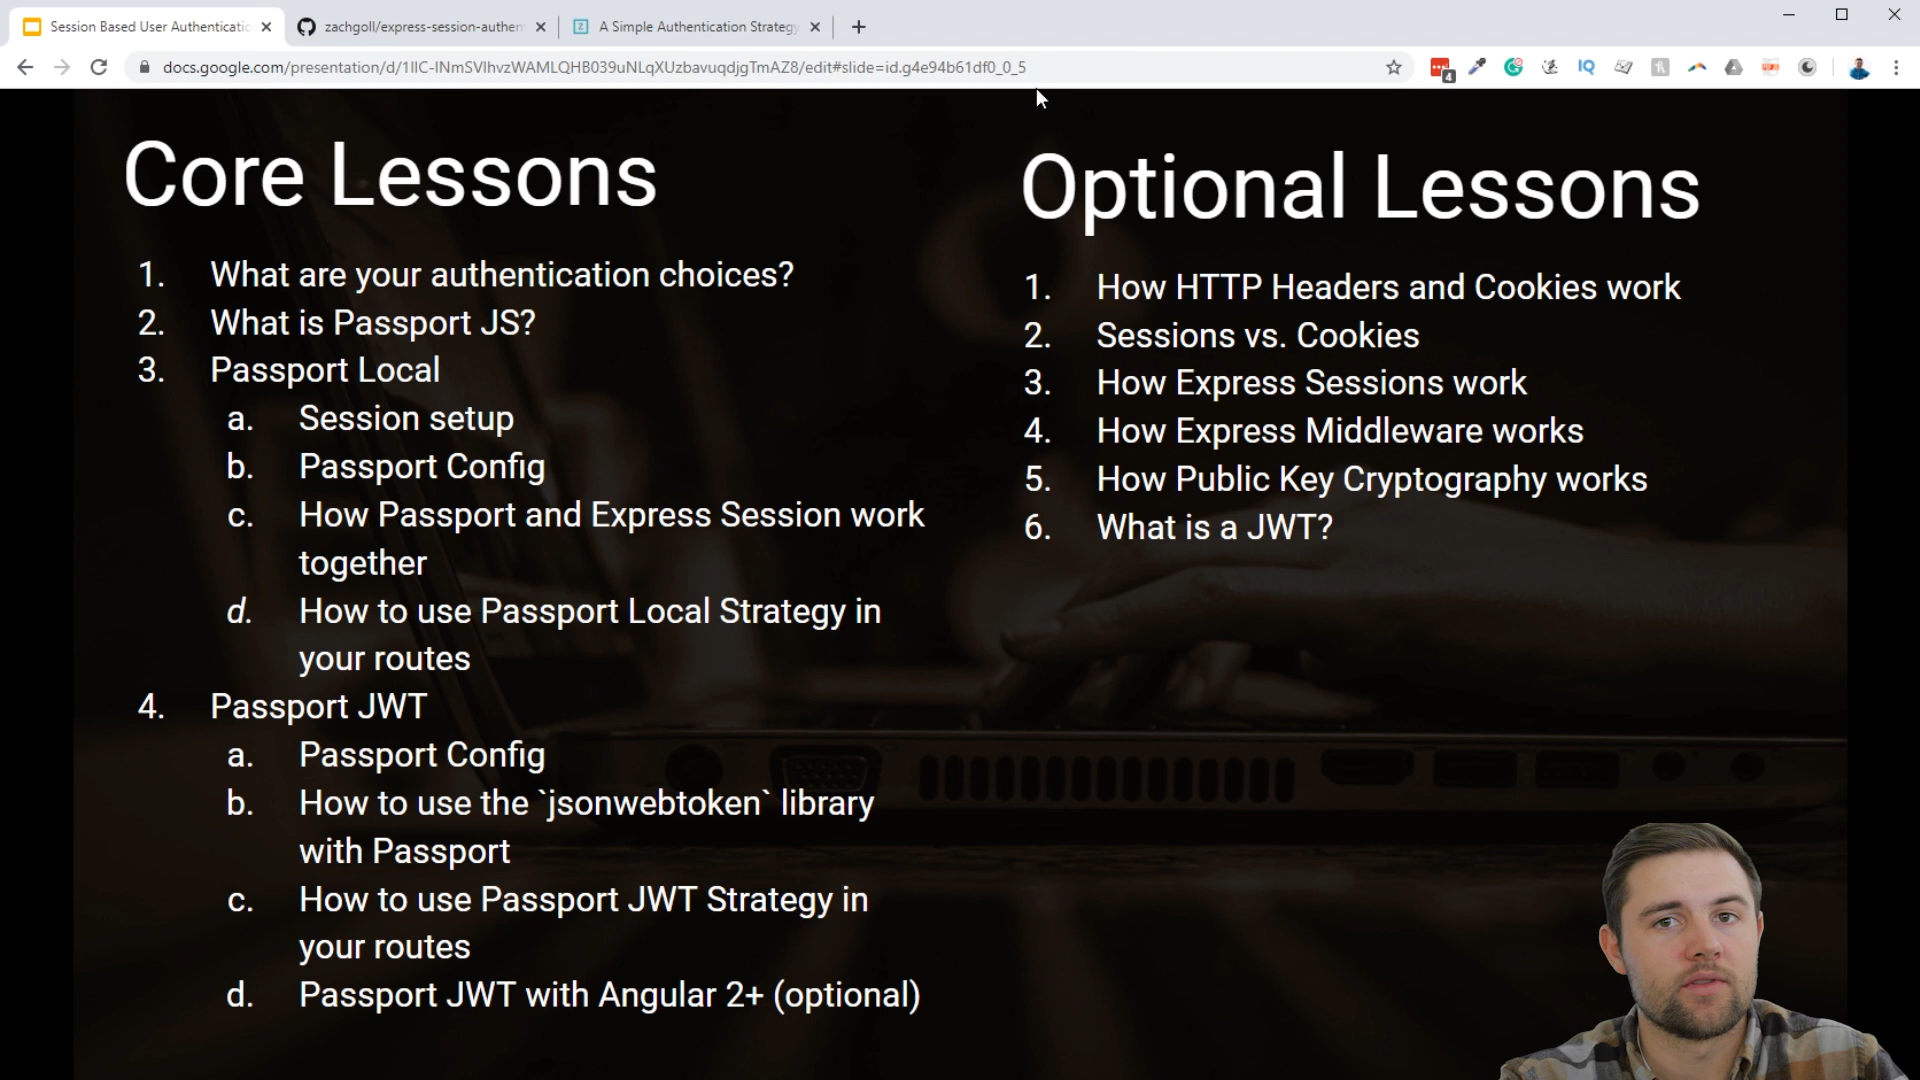 Session Based User Authenticatic
zachgoll/express-session-authen
A Simple Authentication Strategy
docs.google.com/presentation/d/1IlC-INmSVlhvzWAMLQHB039uNLqXUzbavuqdjgTmAZ8/edit#slide=id.g4e94b61df0_0_5
4
IQ
Core Lessons
1. What are your authentication choices?
2. What is Passport JS?
3. Passport Local
a. Session setup
b. Passport Config
c. How Passport and Express Session work
together
d. How to use Passport Local Strategy in
your routes
4. Passport JWT
a. Passport Config
b. How to use the `jsonwebtoken` library
with Passport
c. How to use Passport JWT Strategy in
your routes
d. Passport JWT with Angular 2+ (optional)
Optional Lessons
1. How HTTP Headers and Cookies work
2. Sessions vs. Cookies
3. How Express Sessions work
4. How Express Middleware works
5. How Public Key Cryptography works
6. What is a JWT?